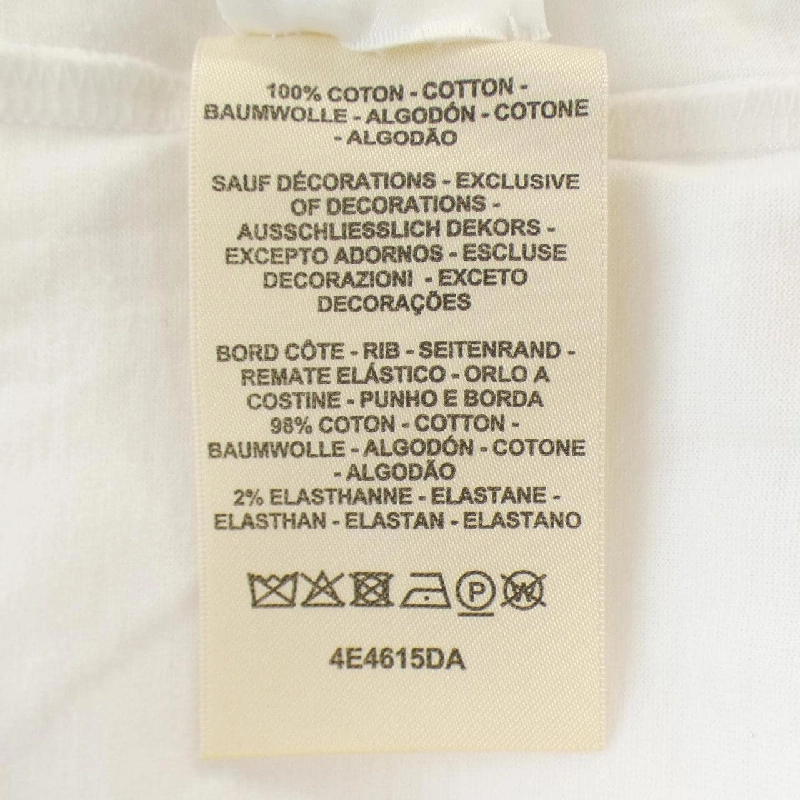 100% COTON - COTTON -
BAUMWOLLE - ALGODÓN - COTONE
- ALGODÃO
SAUF DÉCORATIONS - EXCLUSIVE
OF DECORATIONS -
AUSSCHLIESSLICH DEKORS -
EXCEPTO ADORNOS - ESCLUSE
DECORAZIONI - EXCETO
DECORAÇÕES
BORD CÔTE - RIB - SEITENRAND -
REMATE ELÁSTICO - ORLO A
COSTINE - PUNHO E BORDA
98% COTON - COTTON -
BAUMWOLLE - ALGODÓN - COTONE
- ALGODÃO
2% ELASTHANNE - ELASTANE -
ELASTHAN - ELASTAN - ELASTANO
P W
4E4615DA